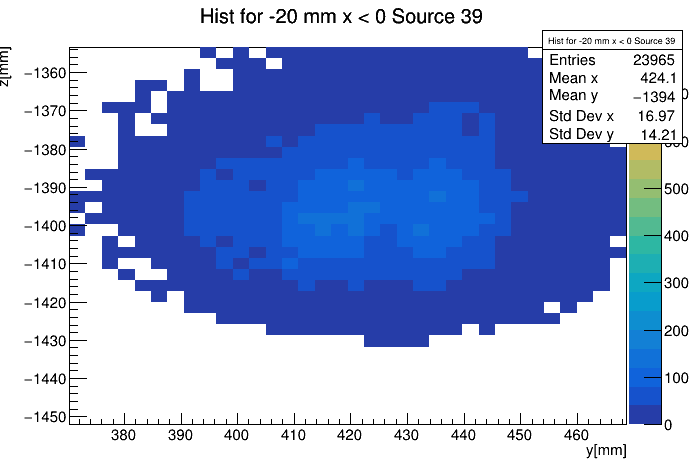 Hist for -20 mm x < 0 Source 39
z[mm]
Hist for -20 mm x < 0 Source 39
Entries 23965
Mean x 424.1
Mean y −1394
Std Dev x 16.97
Std Dev y 14.21
−1360
−1370
−1380
−1390
−1400
−1410
−1420
−1430
−1440
−1450
500
400
300
200
100
0
380 390 400 410 420 430 440 450 460
y[mm]